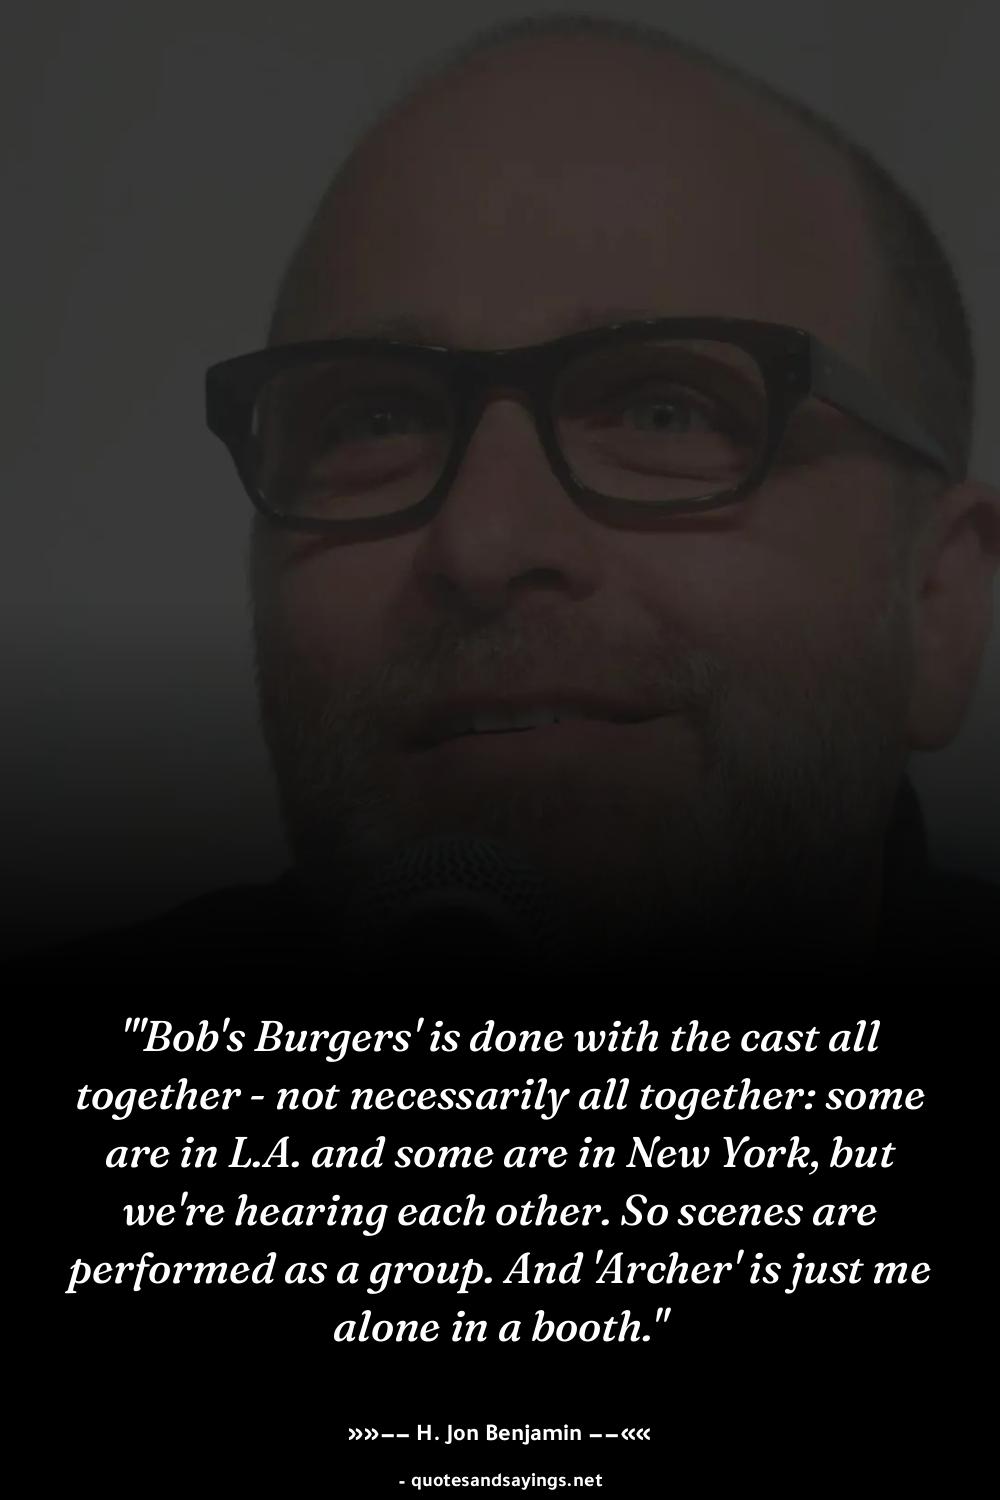 "'Bob's Burgers' is done with the cast all
together - not necessarily all together: some
are in L.A. and some are in New York, but
we're hearing each other. So scenes are
performed as a group. And 'Archer' is just me
alone in a booth."
»»–– H. Jon Benjamin ––««
- quotesandsayings.net